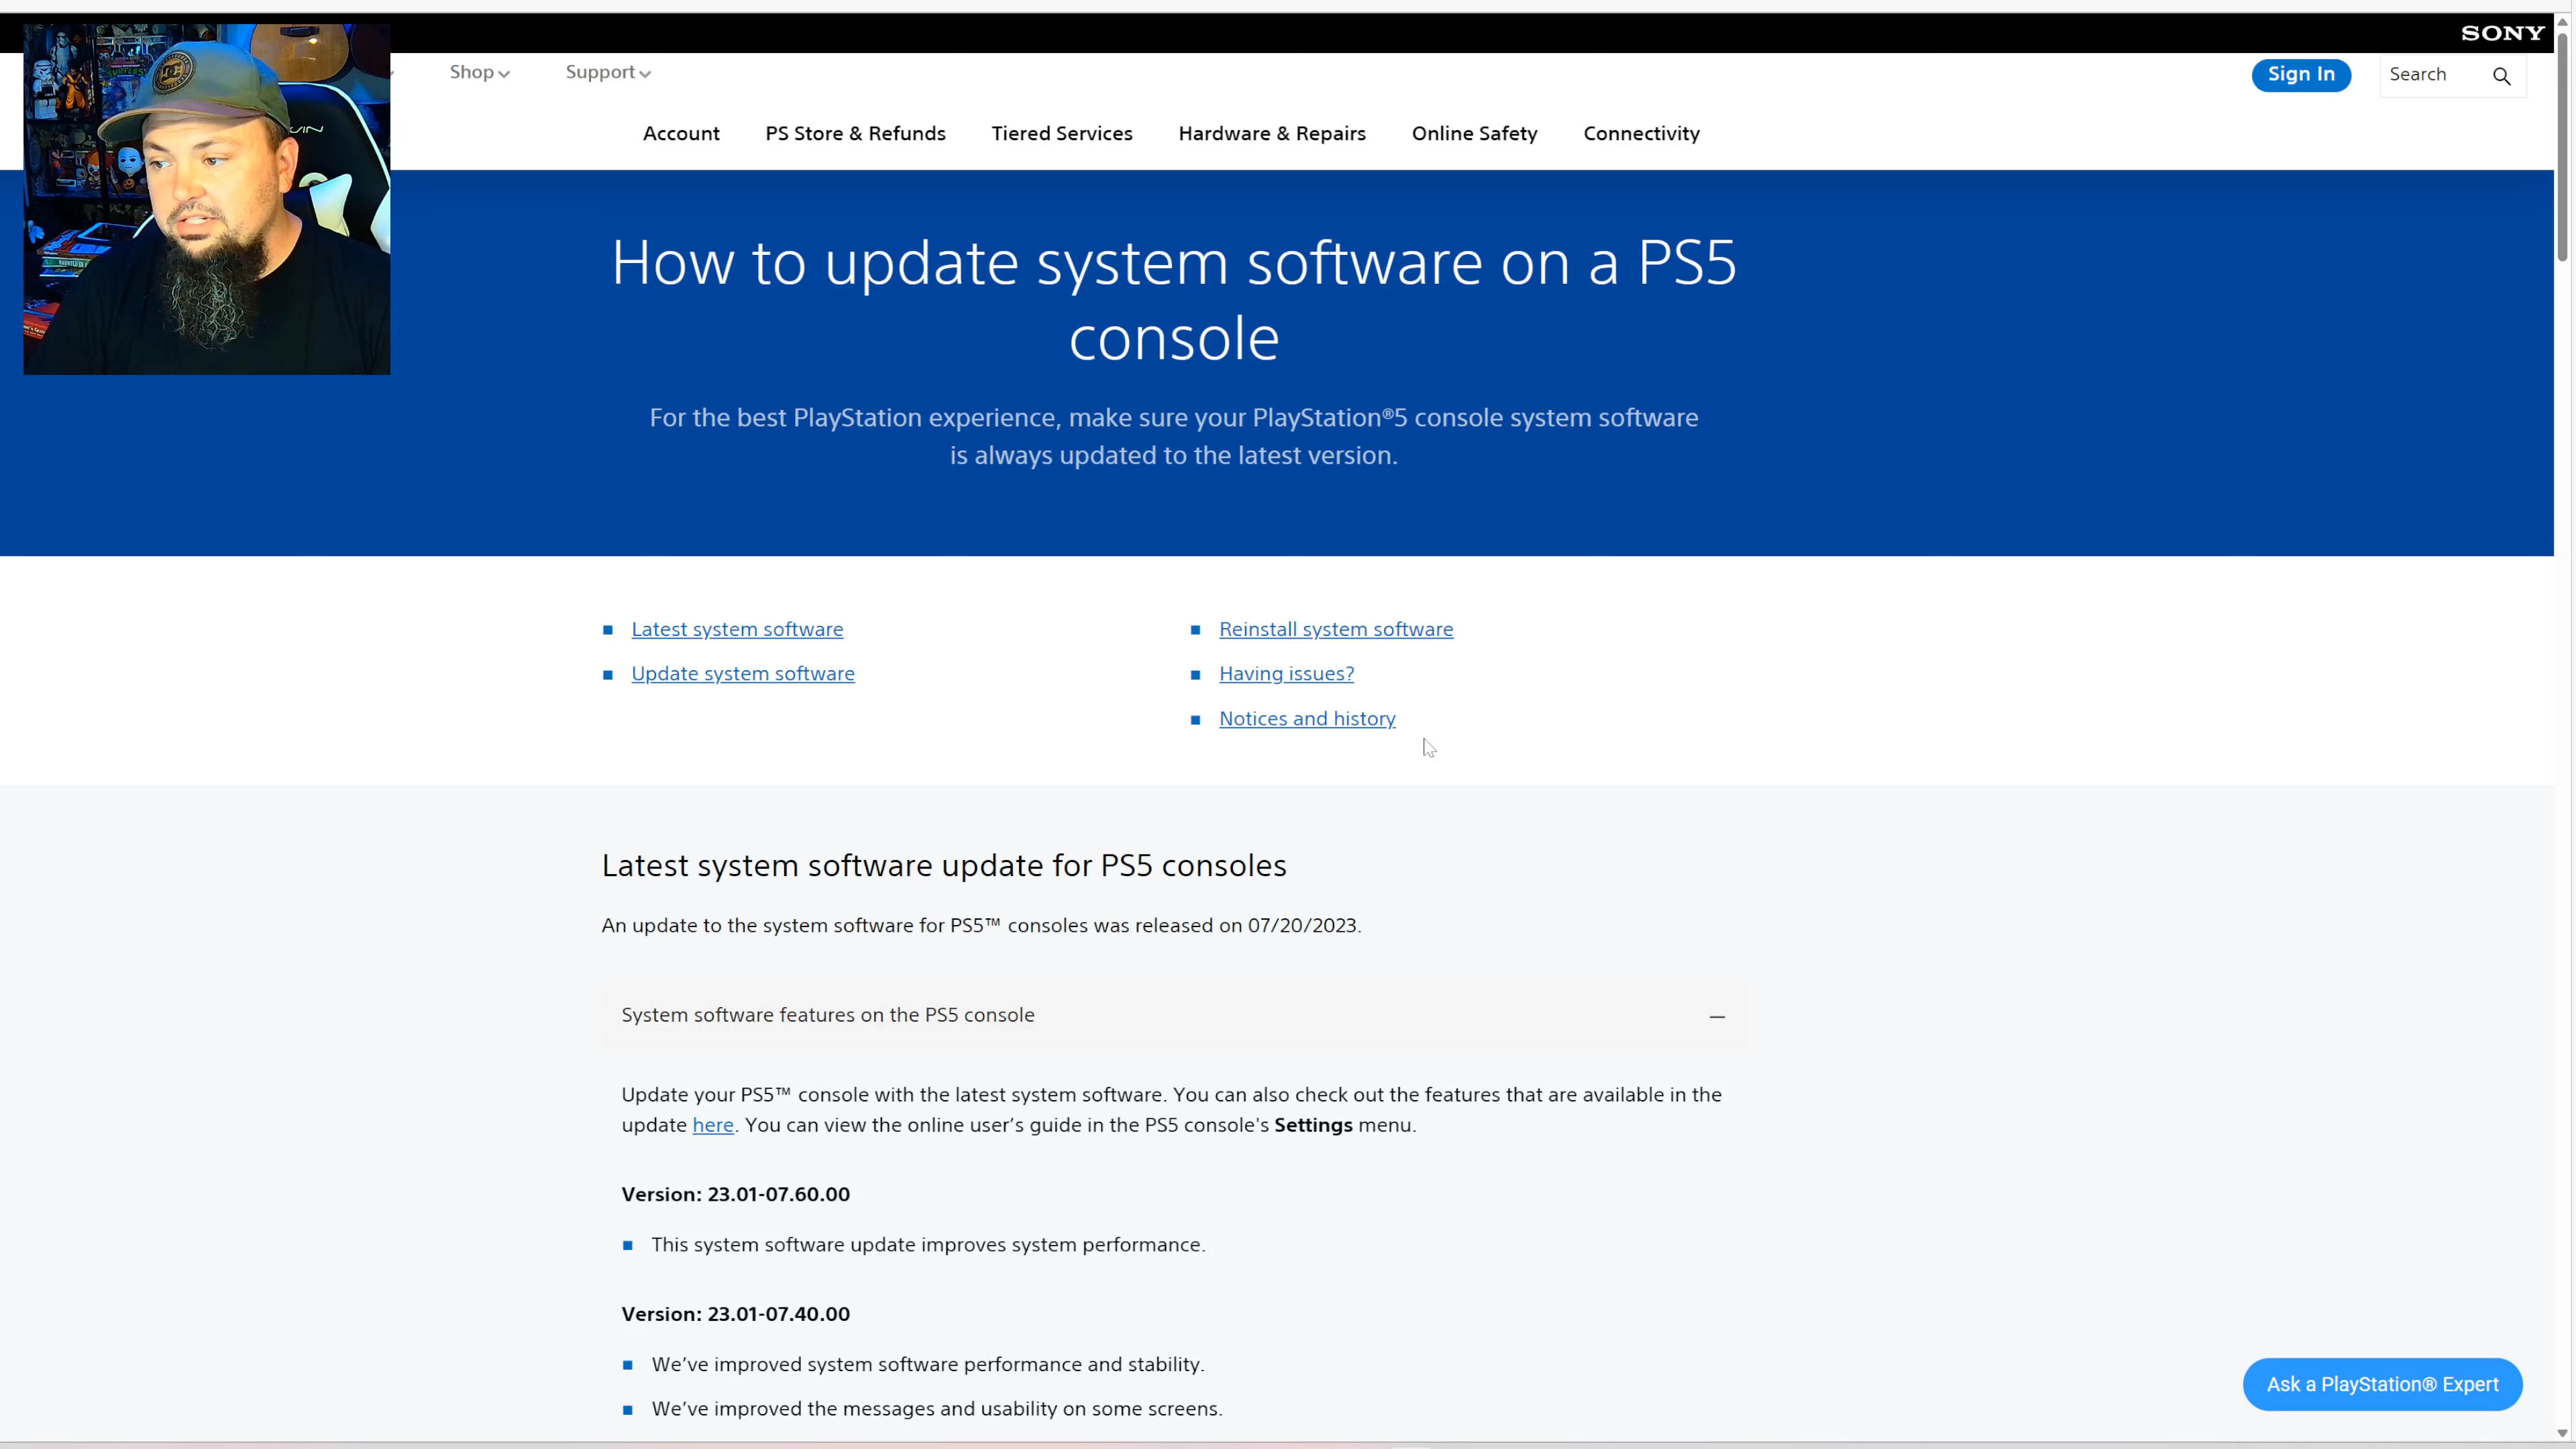 SONY
Shop
Support
Sign In
Search
Account PS Store & Refunds Tiered Services Hardware & Repairs Online Safety Connectivity
How to update system software on a PS5
console
For the best PlayStation experience, make sure your PlayStation®5 console system software
is always updated to the latest version.
Latest system software
Update system software
Reinstall system software
Having issues?
Notices and history
Latest system software update for PS5 consoles
An update to the system software for PS5™ consoles was released on 07/20/2023.
System software features on the PS5 console
Update your PS5™ console with the latest system software. You can also check out the features that are available in the
update here. You can view the online user’s guide in the PS5 console's Settings menu.
Version: 23.01-07.60.00
This system software update improves system performance.
Version: 23.01-07.40.00
We’ve improved system software performance and stability.
We’ve improved the messages and usability on some screens.
Ask a PlayStation® Expert